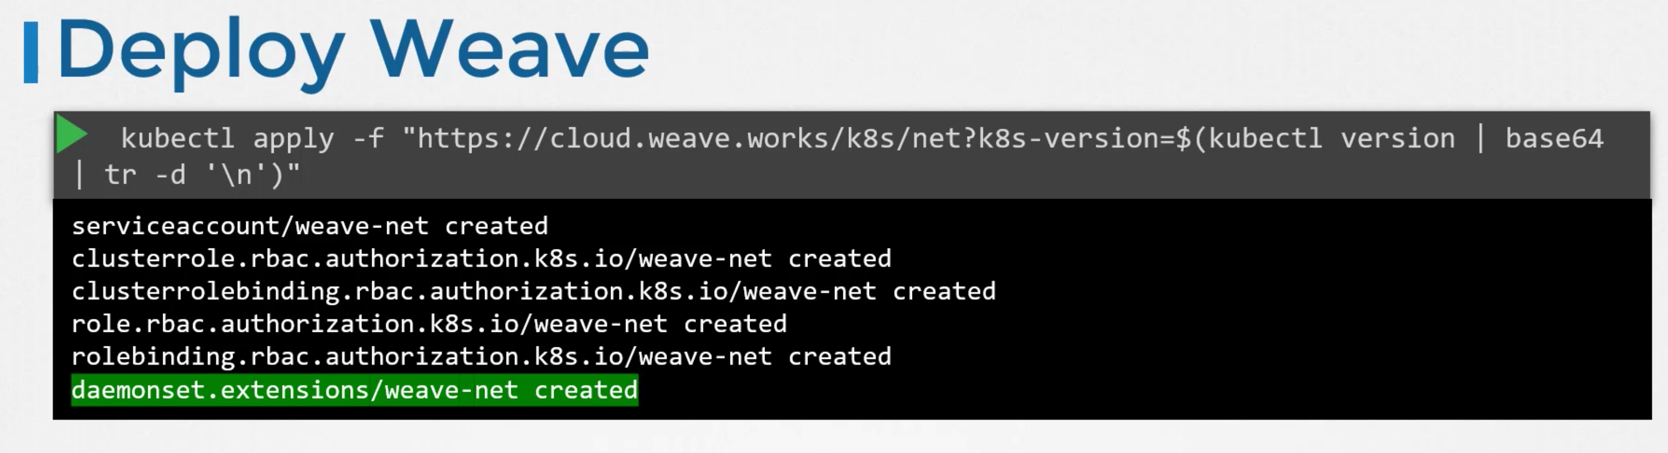 Deploy Weave
kubectl apply -f "https://cloud.weave.works/k8s/net?k8s-version=$(kubectl version | base64
| tr -d '\n')"
serviceaccount/weave-net created
clusterrole.rbac.authorization.k8s.io/weave-net created
clusterrolebinding.rbac.authorization.k8s.io/weave-net created
role.rbac.authorization.k8s.io/weave-net created
rolebinding.rbac.authorization.k8s.io/weave-net created
daemonset.extensions/weave-net created